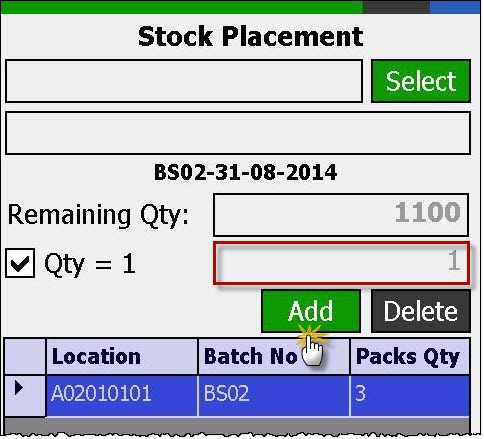 Stock Placement
Select
BS02-31-08-2014
Remaining Qty: 1100
Qty = 1 1
Add Delete
Location Batch No Packs Qty
A02010101 BS02 3